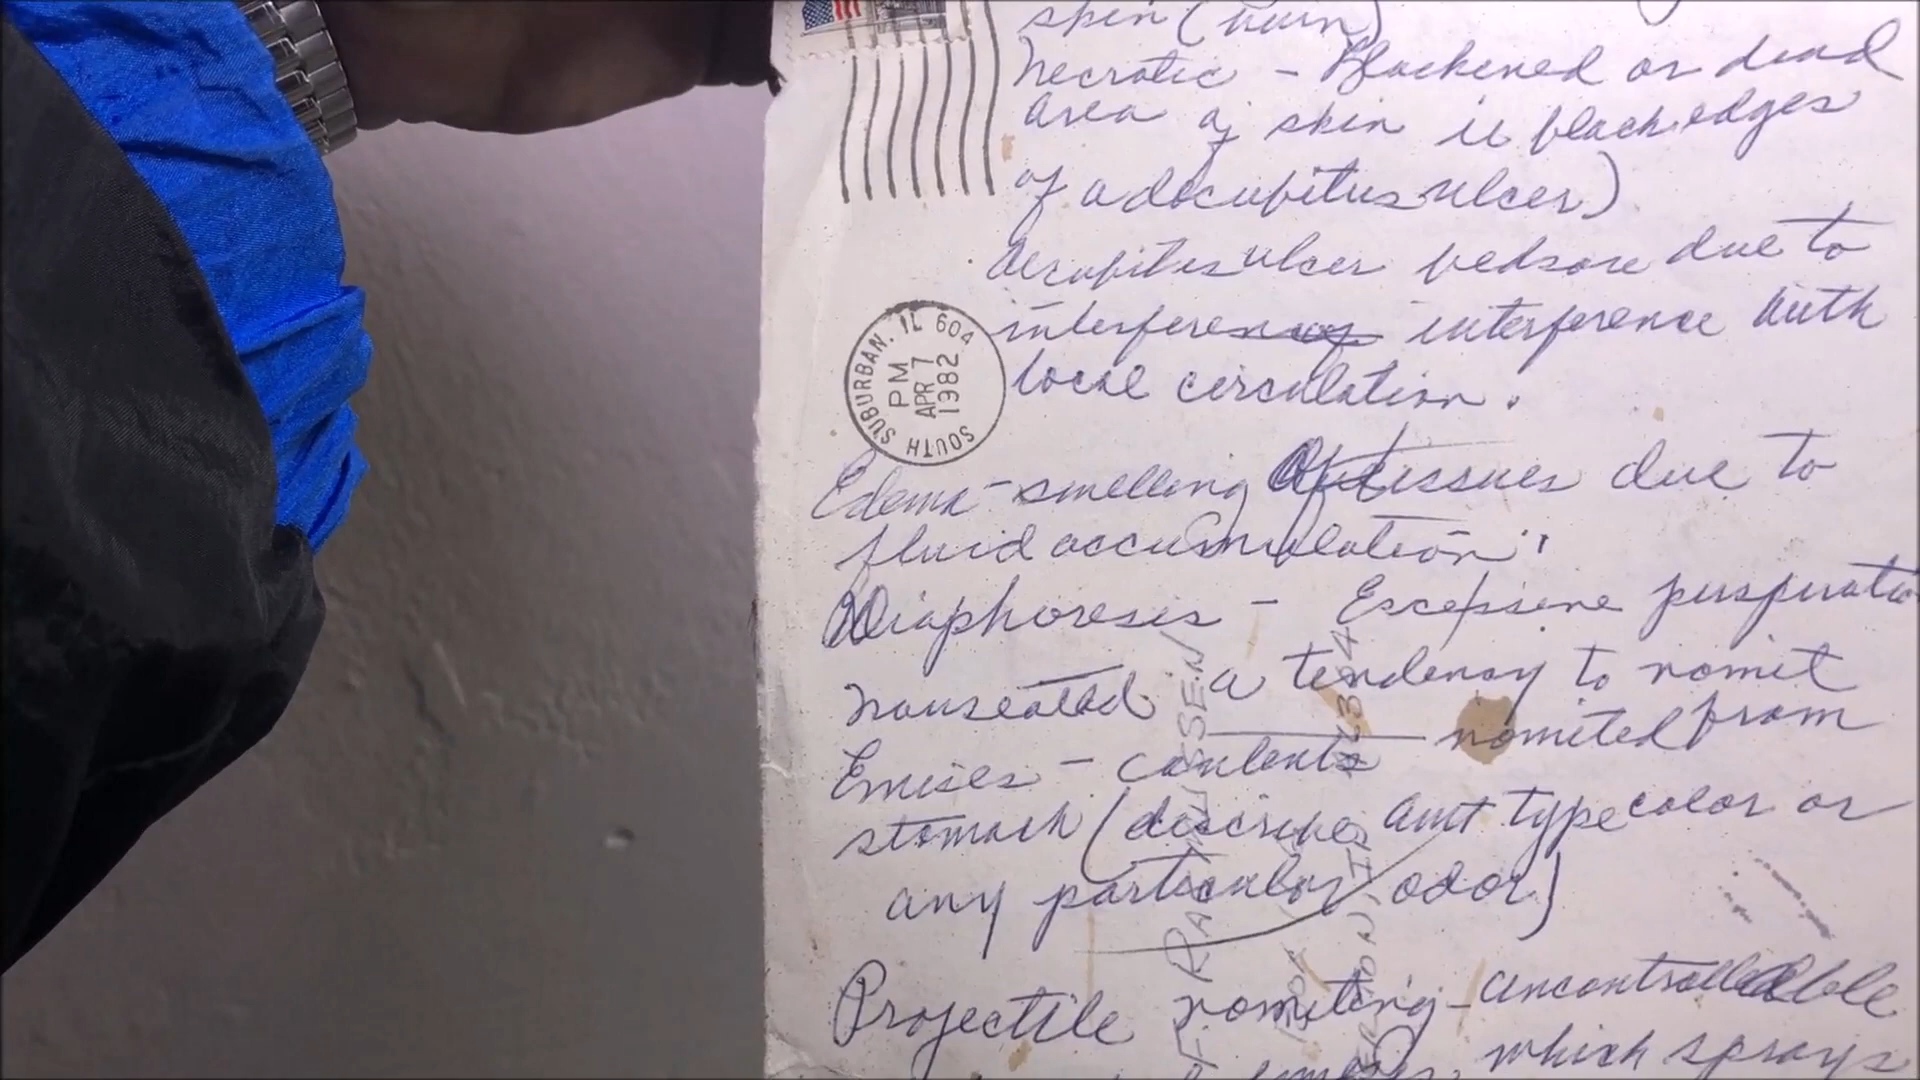 skin (burn)
Necrotic - Blackened or dead
area of skin ie black edges
of a decubitus ulcer)
decubitus ulcer bedsore due to
interference with
local circulation.
SOUTH SUBURBAN, IL 604
PM
APR 7
1982
Edema - swelling of tissues due to
fluid accumulation.
Diaphoresis - Excessive perspiratio
nauseated a tendency to vomit
Emises - contents vomited from
stomach (describe amt type color or
any particular odor)
Projectile vomiting - uncontrollable
which sprays